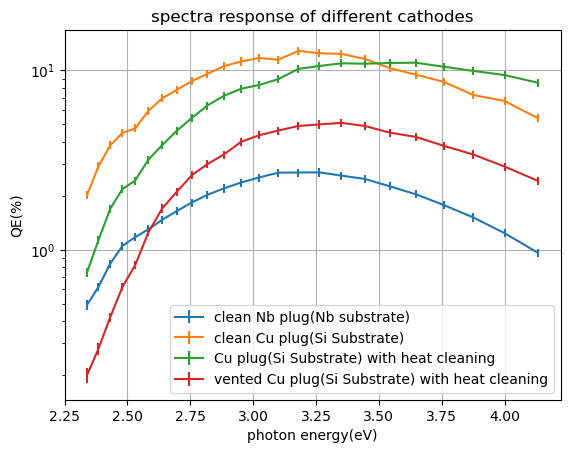 spectra response of different cathodes
QE(%)
10¹
10⁰
clean Nb plug(Nb substrate)
clean Cu plug(Si Substrate)
Cu plug(Si Substrate) with heat cleaning
vented Cu plug(Si Substrate) with heat cleaning
2.25 2.50 2.75 3.00 3.25 3.50 3.75 4.00
photon energy(eV)